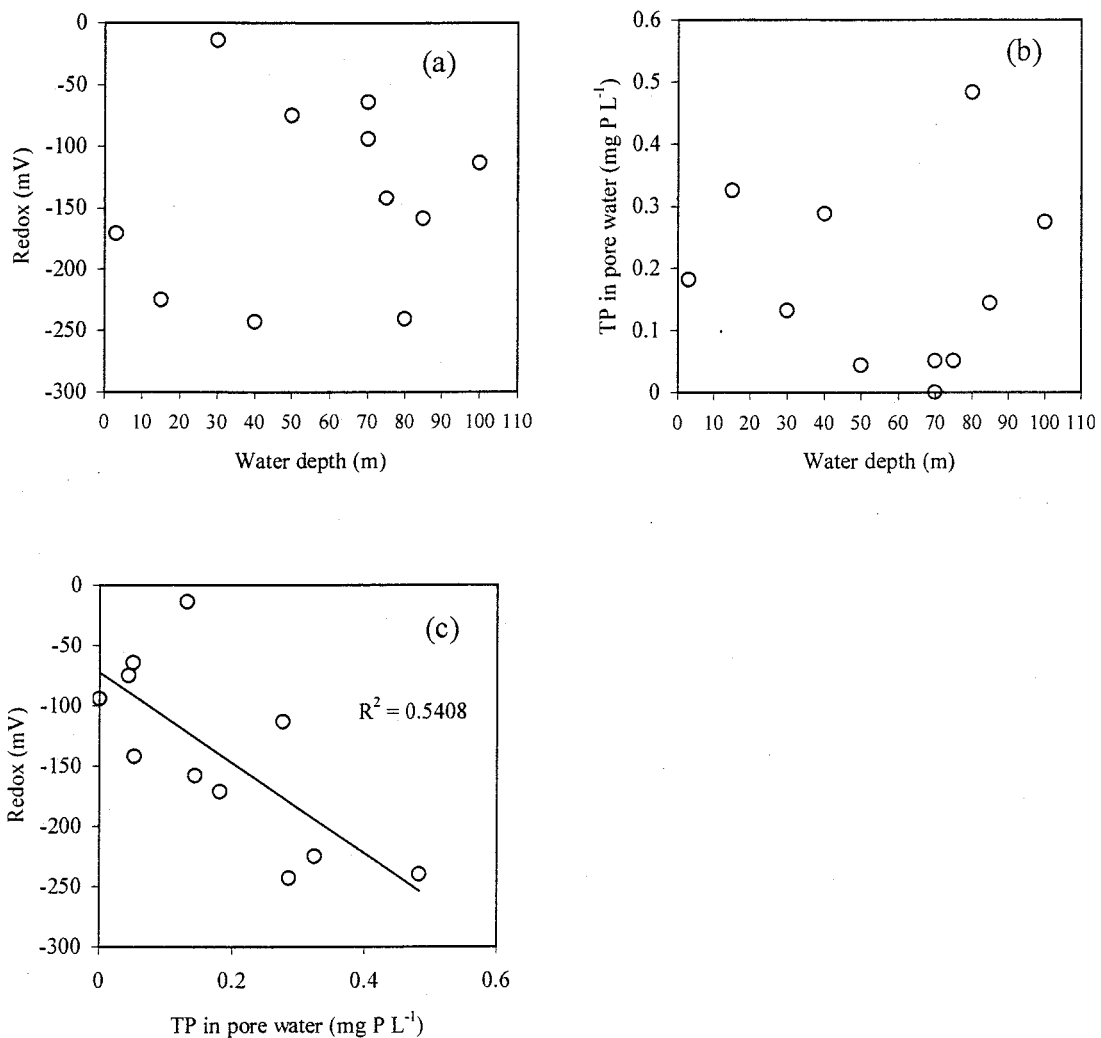 0
-50
-100
-150
-200
-250
-300
Redox (mV)
(a)
0 10 20 30 40 50 60 70 80 90 100 110
Water depth (m)
0.6
0.5
0.4
0.3
0.2
0.1
0
TP in pore water (mg P L⁻¹)
(b)
0 10 20 30 40 50 60 70 80 90 100 110
Water depth (m)
0
-50
-100
-150
-200
-250
-300
Redox (mV)
(c)
R² = 0.5408
0 0.2 0.4 0.6
TP in pore water (mg P L⁻¹)